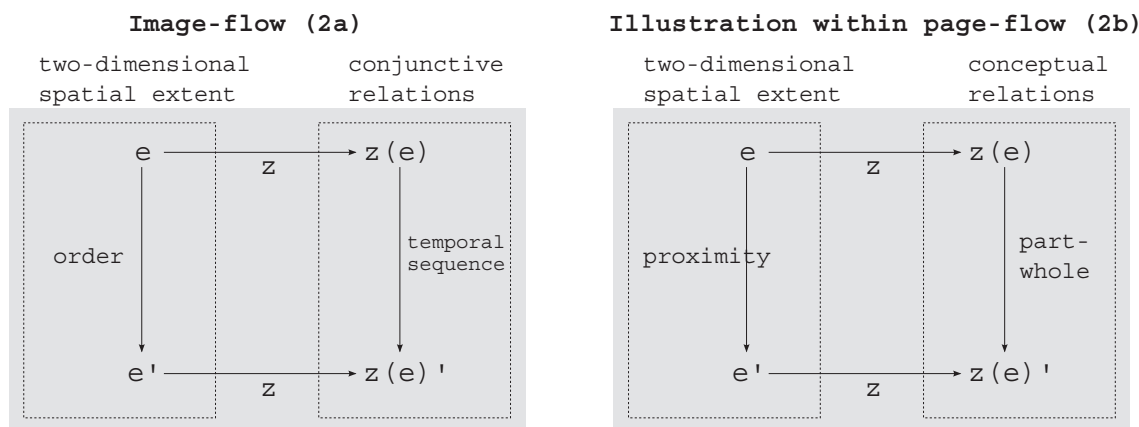 Image-flow (2a)
two-dimensional
spatial extent
conjunctive
relations
e
z
z(e)
order
temporal
sequence
e'
z
z(e)'
Illustration within page-flow (2b)
two-dimensional
spatial extent
conceptual
relations
e
z
z(e)
proximity
part-
whole
e'
z
z(e)'